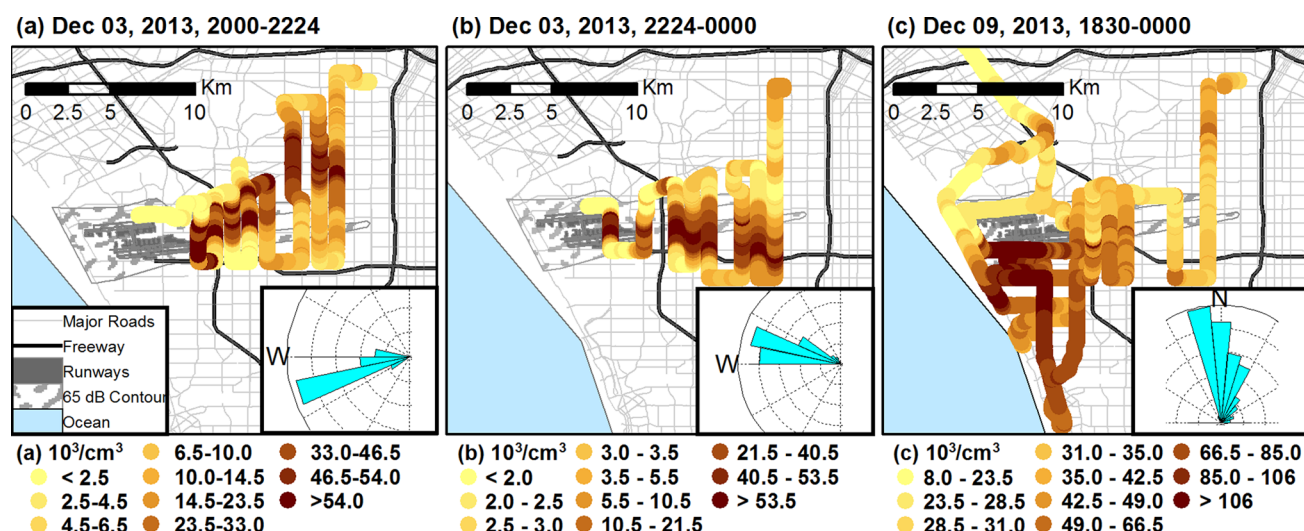 (a) Dec 03, 2013, 2000-2224
(b) Dec 03, 2013, 2224-0000
(c) Dec 09, 2013, 1830-0000
Km
0 2.5 5 10
Km
0 2.5 5 10
Km
0 2.5 5 10
Major Roads
Freeway
Runways
65 dB Contour
Ocean
W
W
N
(a) 10³/cm³
< 2.5
2.5-4.5
4.5-6.5
6.5-10.0
10.0-14.5
14.5-23.5
23.5-33.0
33.0-46.5
46.5-54.0
>54.0
(b) 10³/cm³
< 2.0
2.0 - 2.5
2.5 - 3.0
3.0 - 3.5
3.5 - 5.5
5.5 - 10.5
10.5 - 21.5
21.5 - 40.5
40.5 - 53.5
> 53.5
(c) 10³/cm³
8.0 - 23.5
23.5 - 28.5
28.5 - 31.0
31.0 - 35.0
35.0 - 42.5
42.5 - 49.0
49.0 - 66.5
66.5 - 85.0
85.0 - 106
> 106